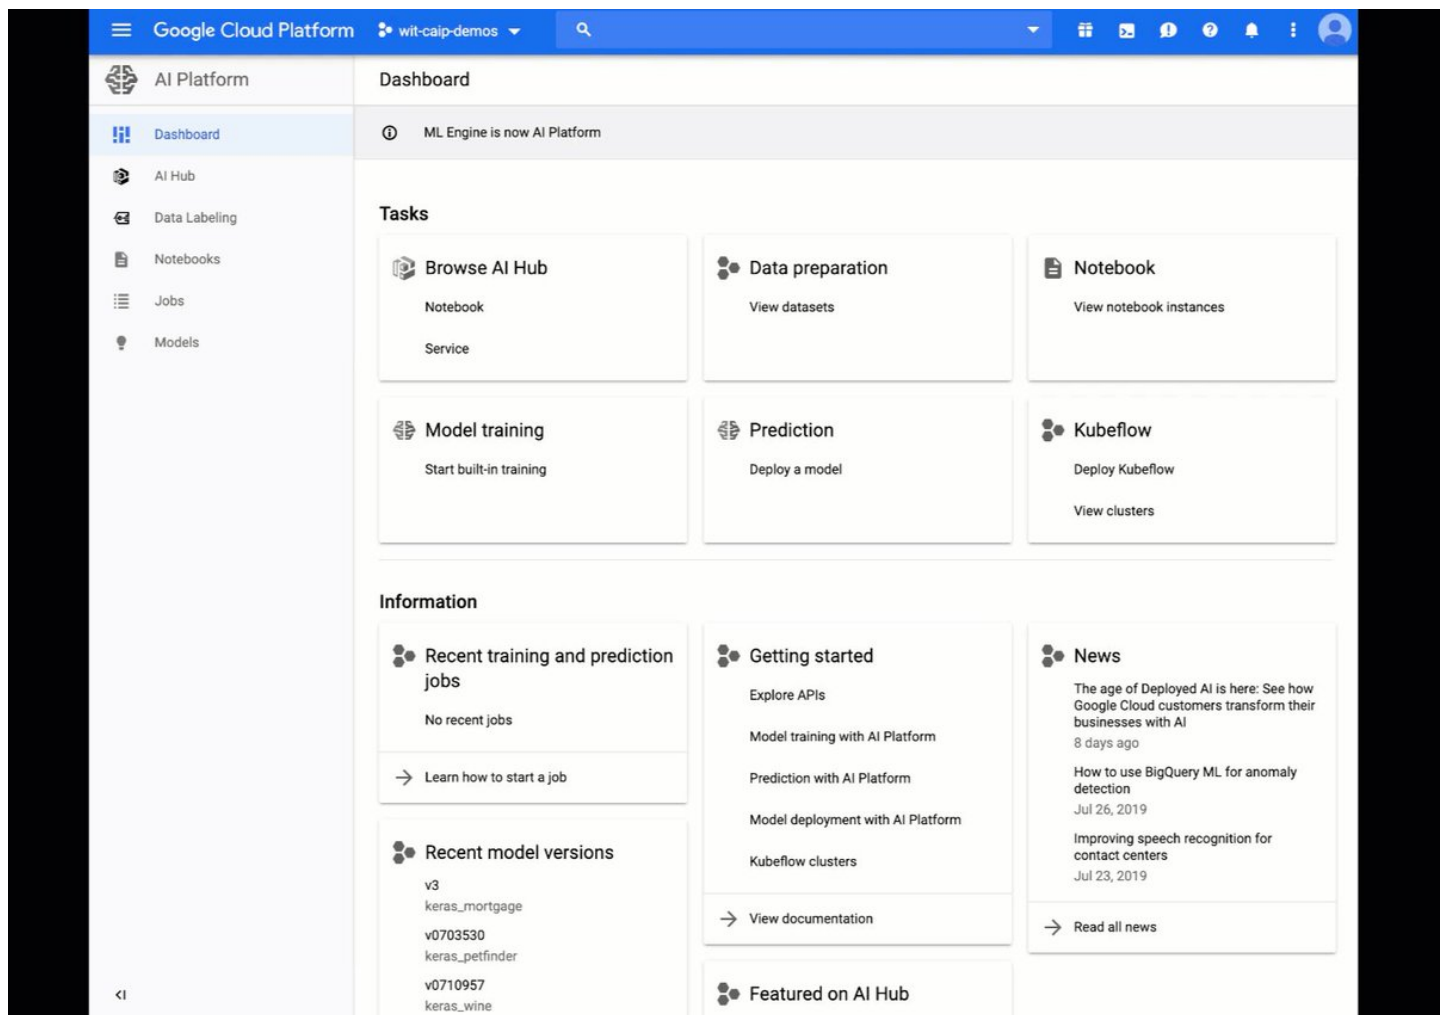 Google Cloud Platform
wit-caip-demos
AI Platform
Dashboard
AI Hub
Data Labeling
Notebooks
Jobs
Models
Dashboard
ML Engine is now AI Platform
Tasks
Browse AI Hub
Notebook
Service
Data preparation
View datasets
Notebook
View notebook instances
Model training
Start built-in training
Prediction
Deploy a model
Kubeflow
Deploy Kubeflow
View clusters
Information
Recent training and prediction
jobs
No recent jobs
Learn how to start a job
Recent model versions
v3
keras_mortgage
v0703530
keras_petfinder
v0710957
keras_wine
Getting started
Explore APIs
Model training with AI Platform
Prediction with AI Platform
Model deployment with AI Platform
Kubeflow clusters
View documentation
Featured on AI Hub
News
The age of Deployed AI is here: See how
Google Cloud customers transform their
businesses with AI
8 days ago
How to use BigQuery ML for anomaly
detection
Jul 26, 2019
Improving speech recognition for
contact centers
Jul 23, 2019
Read all news